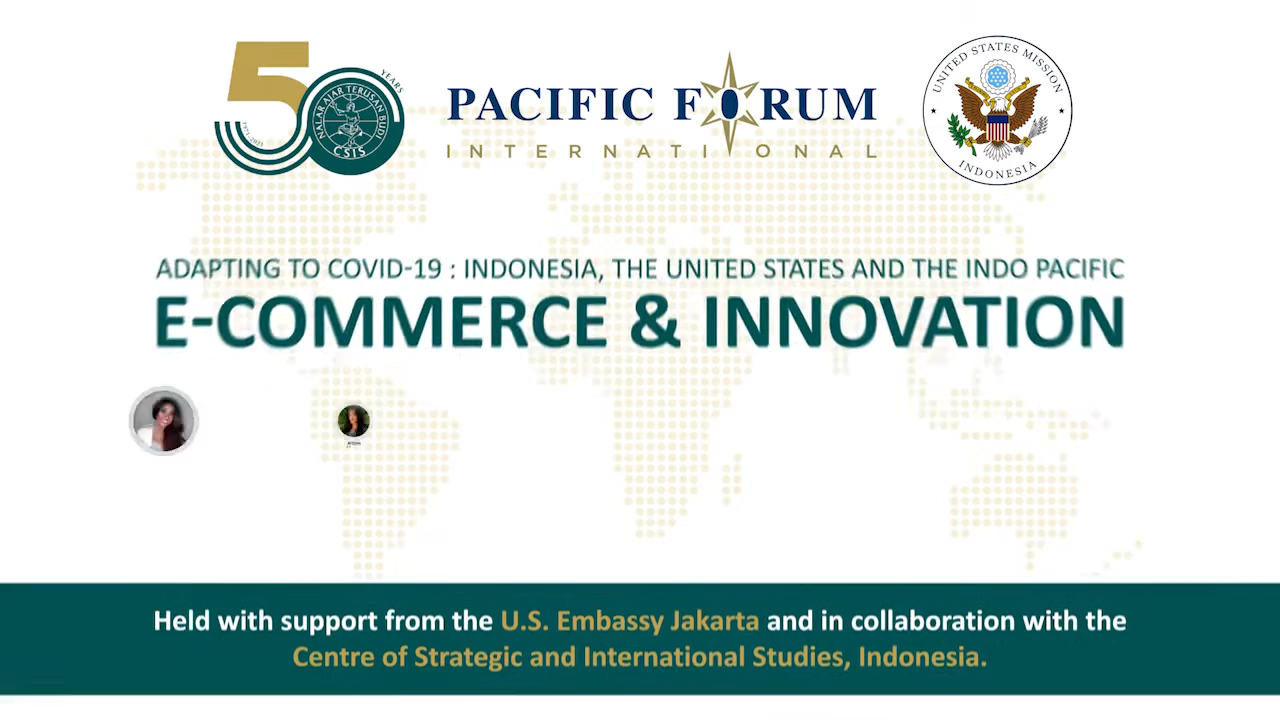 50
YEARS
NALAR AJAR TERUSAN BUDI
CSIS
PACIFIC FORUM
INTERNATIONAL
UNITED STATES MISSION
INDONESIA
ADAPTING TO COVID-19 : INDONESIA, THE UNITED STATES AND THE INDO PACIFIC
E-COMMERCE & INNOVATION
Held with support from the U.S. Embassy Jakarta and in collaboration with the
Centre of Strategic and International Studies, Indonesia.